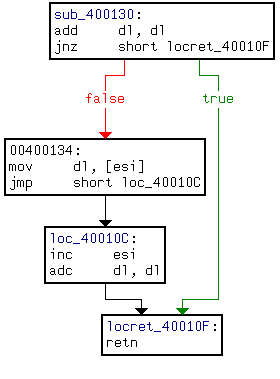 sub_400130:
add dl, dl
jnz short locret_40010F
false
true
00400134:
mov dl, [esi]
jmp short loc_40010C
loc_40010C:
inc esi
adc dl, dl
locret_40010F:
retn